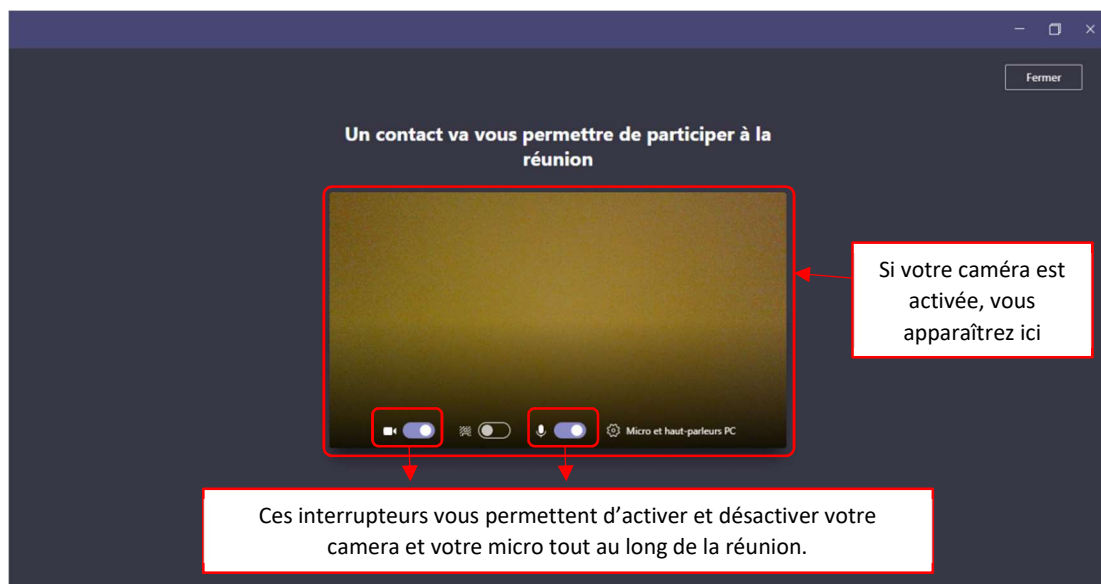 Fermer
Un contact va vous permettre de participer à la
réunion
Si votre caméra est
activée, vous
apparaîtrez ici
Micro et haut-parleurs PC
Ces interrupteurs vous permettent d’activer et désactiver votre
camera et votre micro tout au long de la réunion.